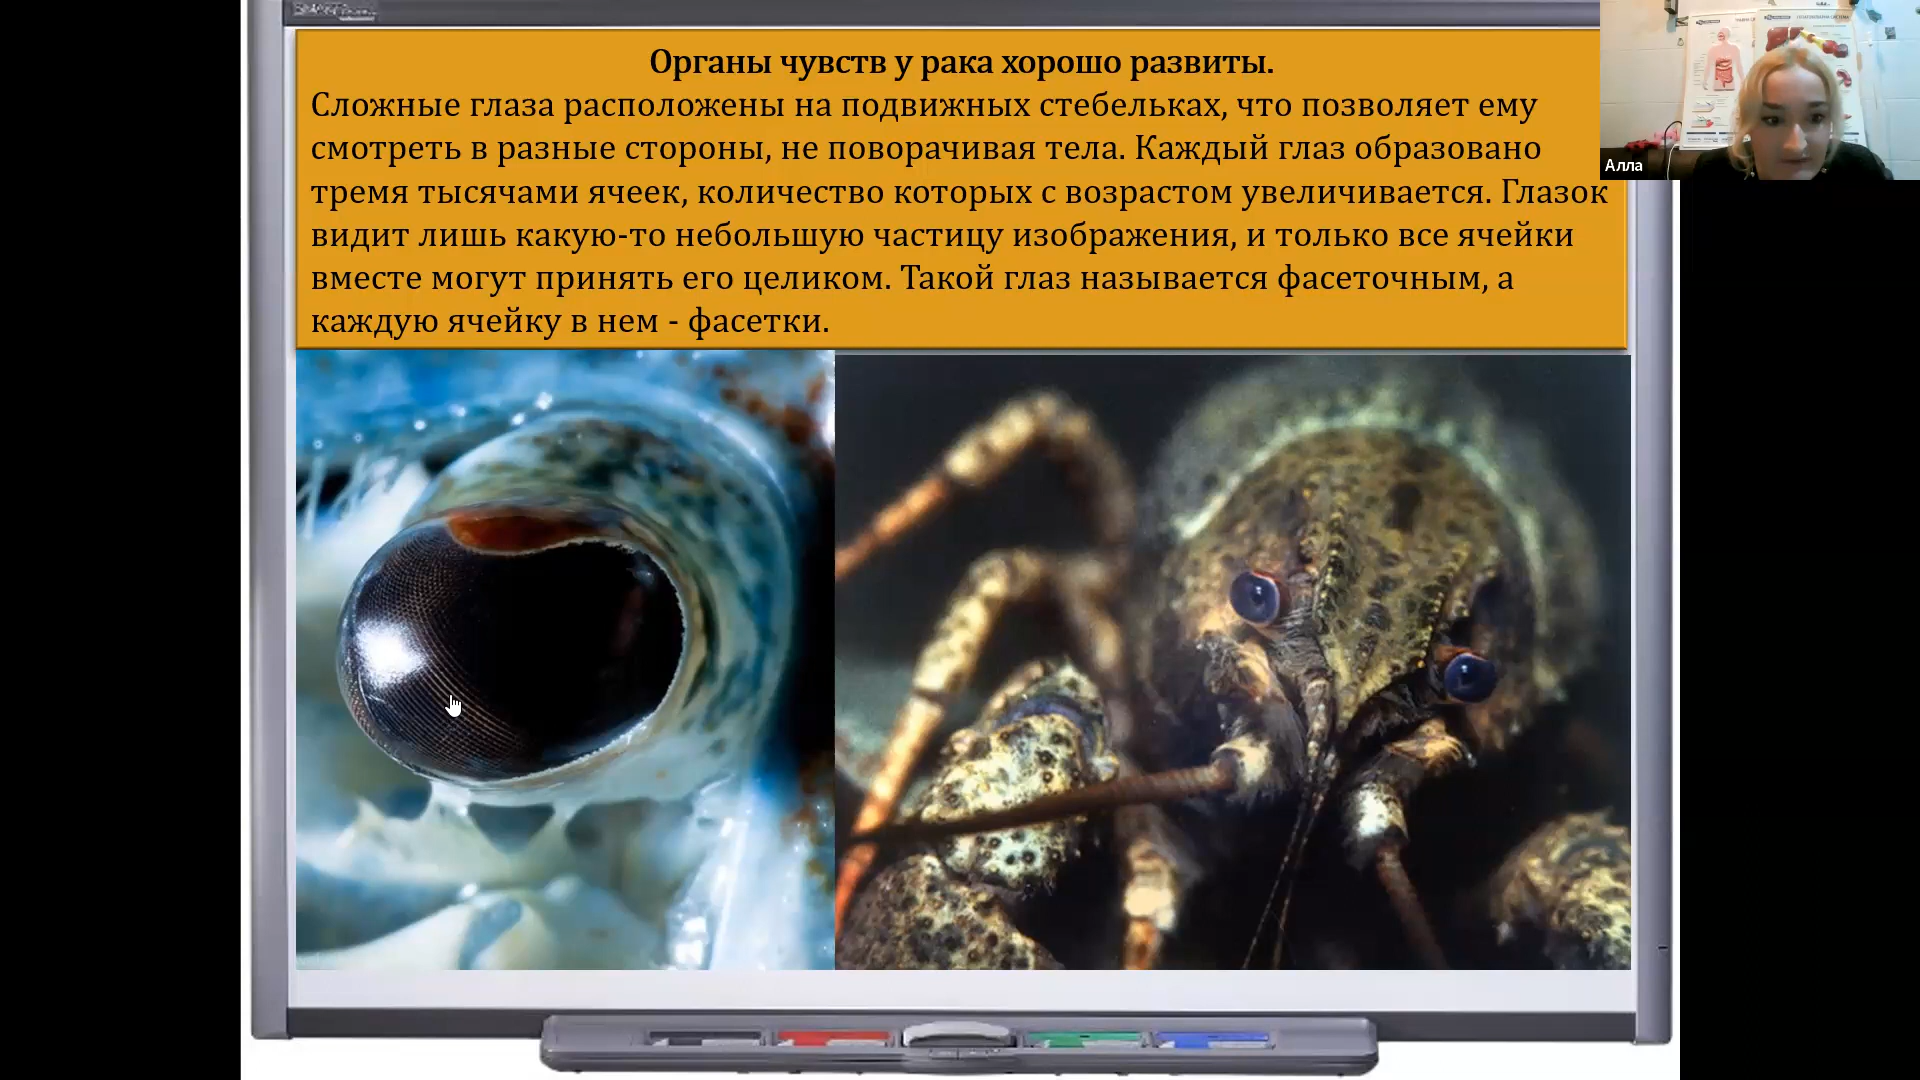 Органы чувств у рака хорошо развиты.
Сложные глаза расположены на подвижных стебельках, что позволяет ему
смотреть в разные стороны, не поворачивая тела. Каждый глаз образовано
тремя тысячами ячеек, количество которых с возрастом увеличивается. Глазок
видит лишь какую-то небольшую частицу изображения, и только все ячейки
вместе могут принять его целиком. Такой глаз называется фасеточным, а
каждую ячейку в нем - фасетки.
Алла